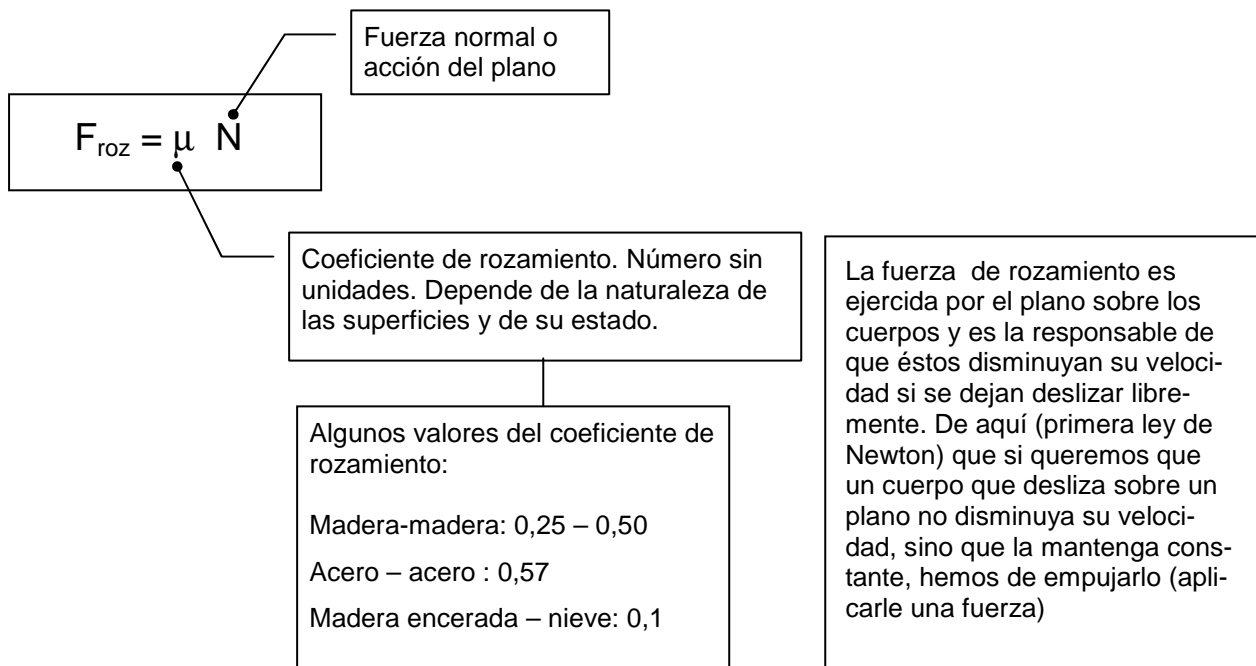 Fuerza normal o
acción del plano
F_roz = μ N
Coeficiente de rozamiento. Número sin
unidades. Depende de la naturaleza de
las superficies y de su estado.
Algunos valores del coeficiente de
rozamiento:
Madera-madera: 0,25 – 0,50
Acero – acero : 0,57
Madera encerada – nieve: 0,1
La fuerza de rozamiento es
ejercida por el plano sobre los
cuerpos y es la responsable de
que éstos disminuyan su veloci-
dad si se dejan deslizar libre-
mente. De aquí (primera ley de
Newton) que si queremos que
un cuerpo que desliza sobre un
plano no disminuya su veloci-
dad, sino que la mantenga cons-
tante, hemos de empujarlo (apli-
carle una fuerza)